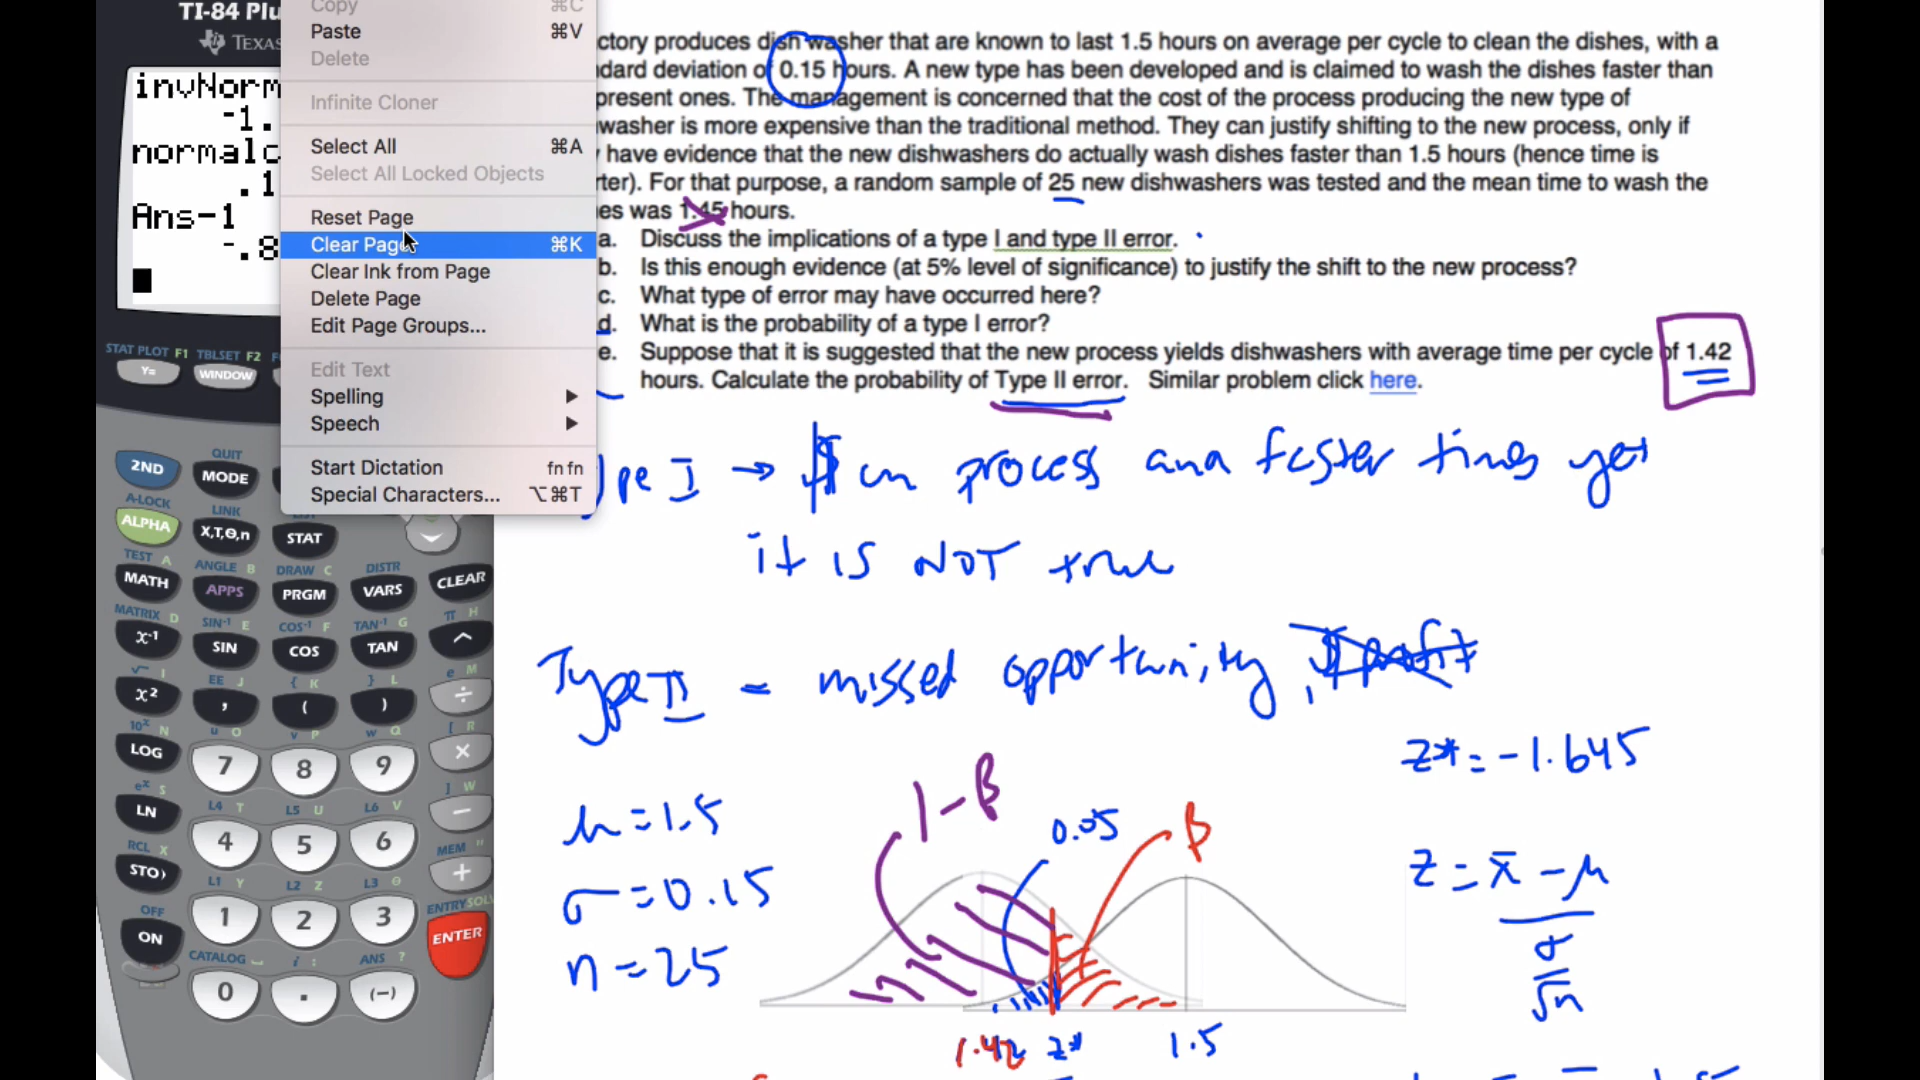 TI-84 Plu
TEXAS
invNorm
-1.
normalc
.1
Ans-1
-.8
Copy ⌘C
Paste ⌘V
Delete
Infinite Cloner
Select All ⌘A
Select All Locked Objects
Reset Page
Clear Page ⌘K
Clear Ink from Page
Delete Page
Edit Page Groups...
Edit Text
Spelling
Speech
Start Dictation fn fn
Special Characters... ⌥⌘T
ctory produces dish washer that are known to last 1.5 hours on average per cycle to clean the dishes, with a
dard deviation of 0.15 hours. A new type has been developed and is claimed to wash the dishes faster than
present ones. The management is concerned that the cost of the process producing the new type of
washer is more expensive than the traditional method. They can justify shifting to the new process, only if
have evidence that the new dishwashers do actually wash dishes faster than 1.5 hours (hence time is
rter). For that purpose, a random sample of 25 new dishwashers was tested and the mean time to wash the
es was 1.45 hours.
a. Discuss the implications of a type I and type II error.
b. Is this enough evidence (at 5% level of significance) to justify the shift to the new process?
c. What type of error may have occurred here?
d. What is the probability of a type I error?
e. Suppose that it is suggested that the new process yields dishwashers with average time per cycle of 1.42
hours. Calculate the probability of Type II error. Similar problem click here.
ype I → $ on process and faster times yet
it is NOT true
Type II = missed opportunity, $ profit
z* = -1.645
1-β
0.05
β
μ = 1.5
σ = 0.15
n = 25
z = x̄ - μ
σ
√n
1.42 z* 1.5
STAT PLOT F1 TBLSET F2
Y= WINDOW
QUIT
2ND MODE
A-LOCK LINK
ALPHA X,T,Θ,n STAT
TEST A ANGLE B DRAW C DISTR
MATH APPS PRGM VARS CLEAR
MATRIX D SIN⁻¹ E COS⁻¹ F TAN⁻¹ G π H
x⁻¹ SIN COS TAN ^
√ I EE J { K } L e M
x² , ( ) ÷
10ˣ N u O v P w Q [ R
LOG 7 8 9 ×
eˣ S L4 T L5 U L6 V ] W
LN 4 5 6 −
RCL X L1 Y L2 Z L3 θ MEM "
STO› 1 2 3 +
OFF CATALOG ⎵ i : ANS ? ENTRY SOL
ON 0 . (−) ENTER